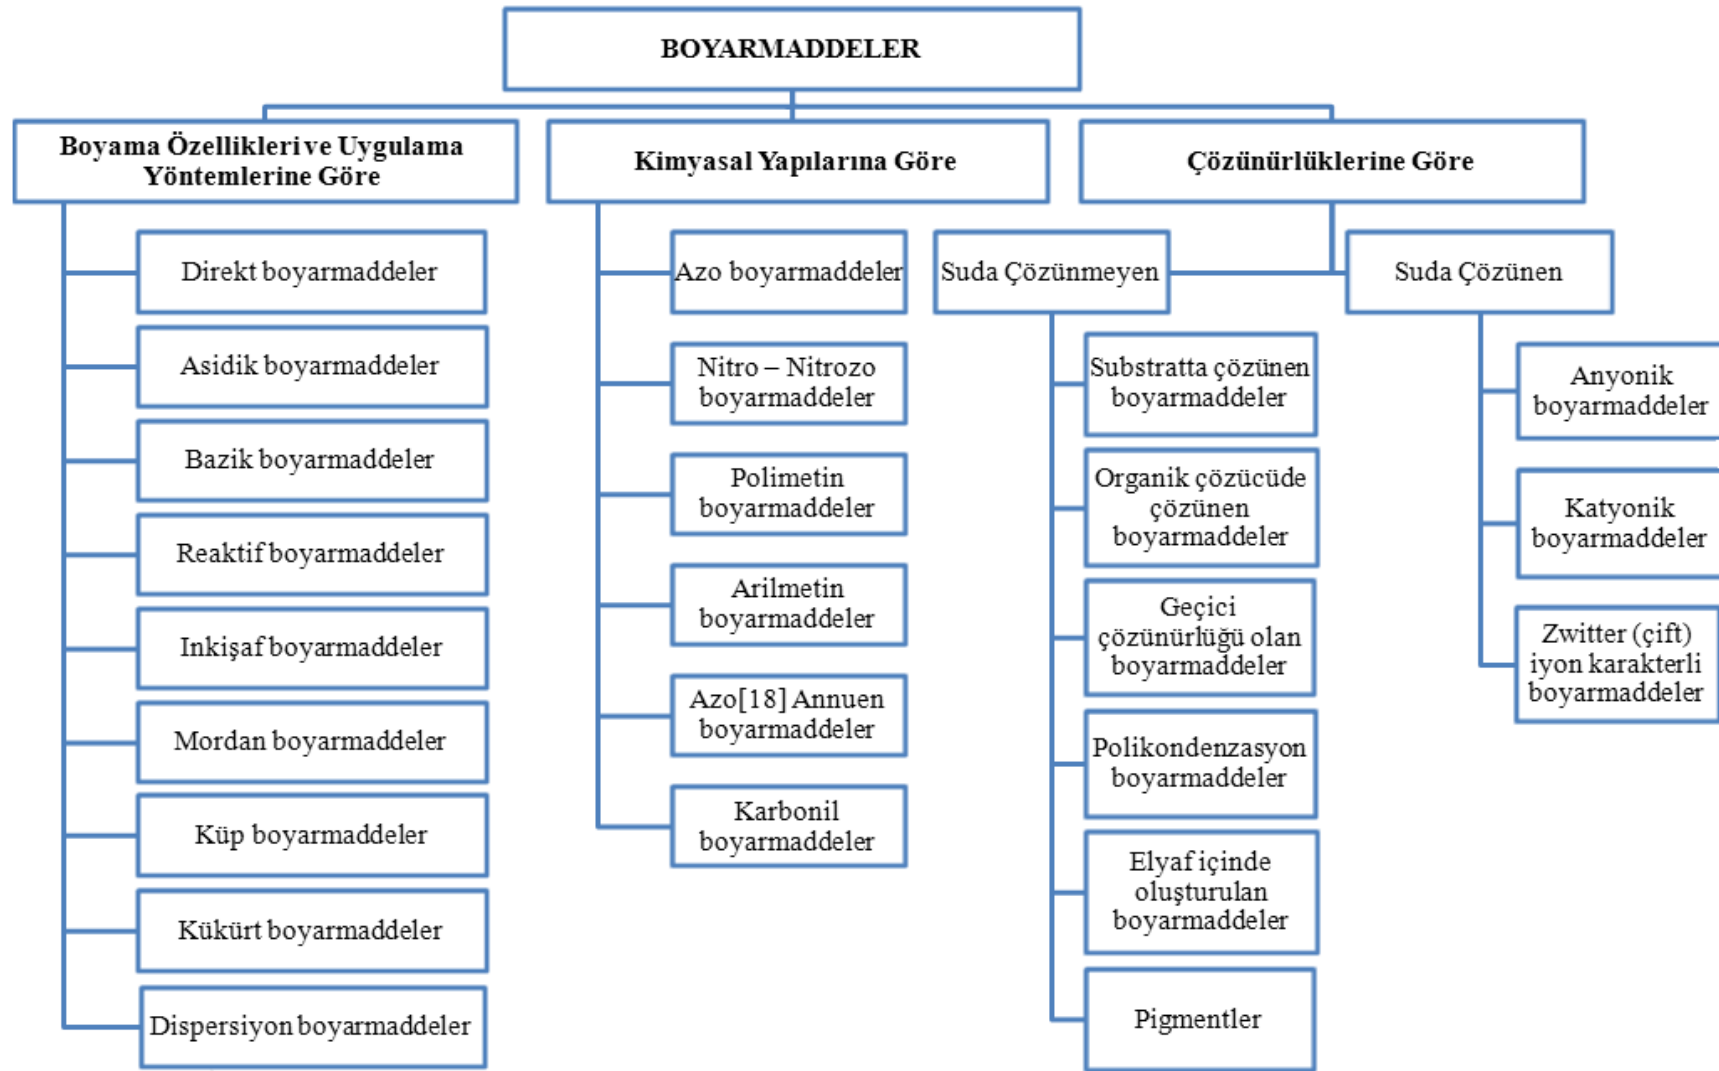 BOYARMADDELER
Boyama Özellikleri ve Uygulama
Yöntemlerine Göre
Direkt boyarmaddeler
Asidik boyarmaddeler
Bazik boyarmaddeler
Reaktif boyarmaddeler
Inkişaf boyarmaddeler
Mordan boyarmaddeler
Küp boyarmaddeler
Kükürt boyarmaddeler
Dispersiyon boyarmaddeler
Kimyasal Yapılarına Göre
Azo boyarmaddeler
Nitro – Nitrozo
boyarmaddeler
Polimetin
boyarmaddeler
Arilmetin
boyarmaddeler
Azo[18] Annuen
boyarmaddeler
Karbonil
boyarmaddeler
Çözünürlüklerine Göre
Suda Çözünmeyen
Substratta çözünen
boyarmaddeler
Organik çözücüde
çözünen
boyarmaddeler
Geçici
çözünürlüğü olan
boyarmaddeler
Polikondenzasyon
boyarmaddeler
Elyaf içinde
oluşturulan
boyarmaddeler
Pigmentler
Suda Çözünen
Anyonik
boyarmaddeler
Katyonik
boyarmaddeler
Zwitter (çift)
iyon karakterli
boyarmaddeler